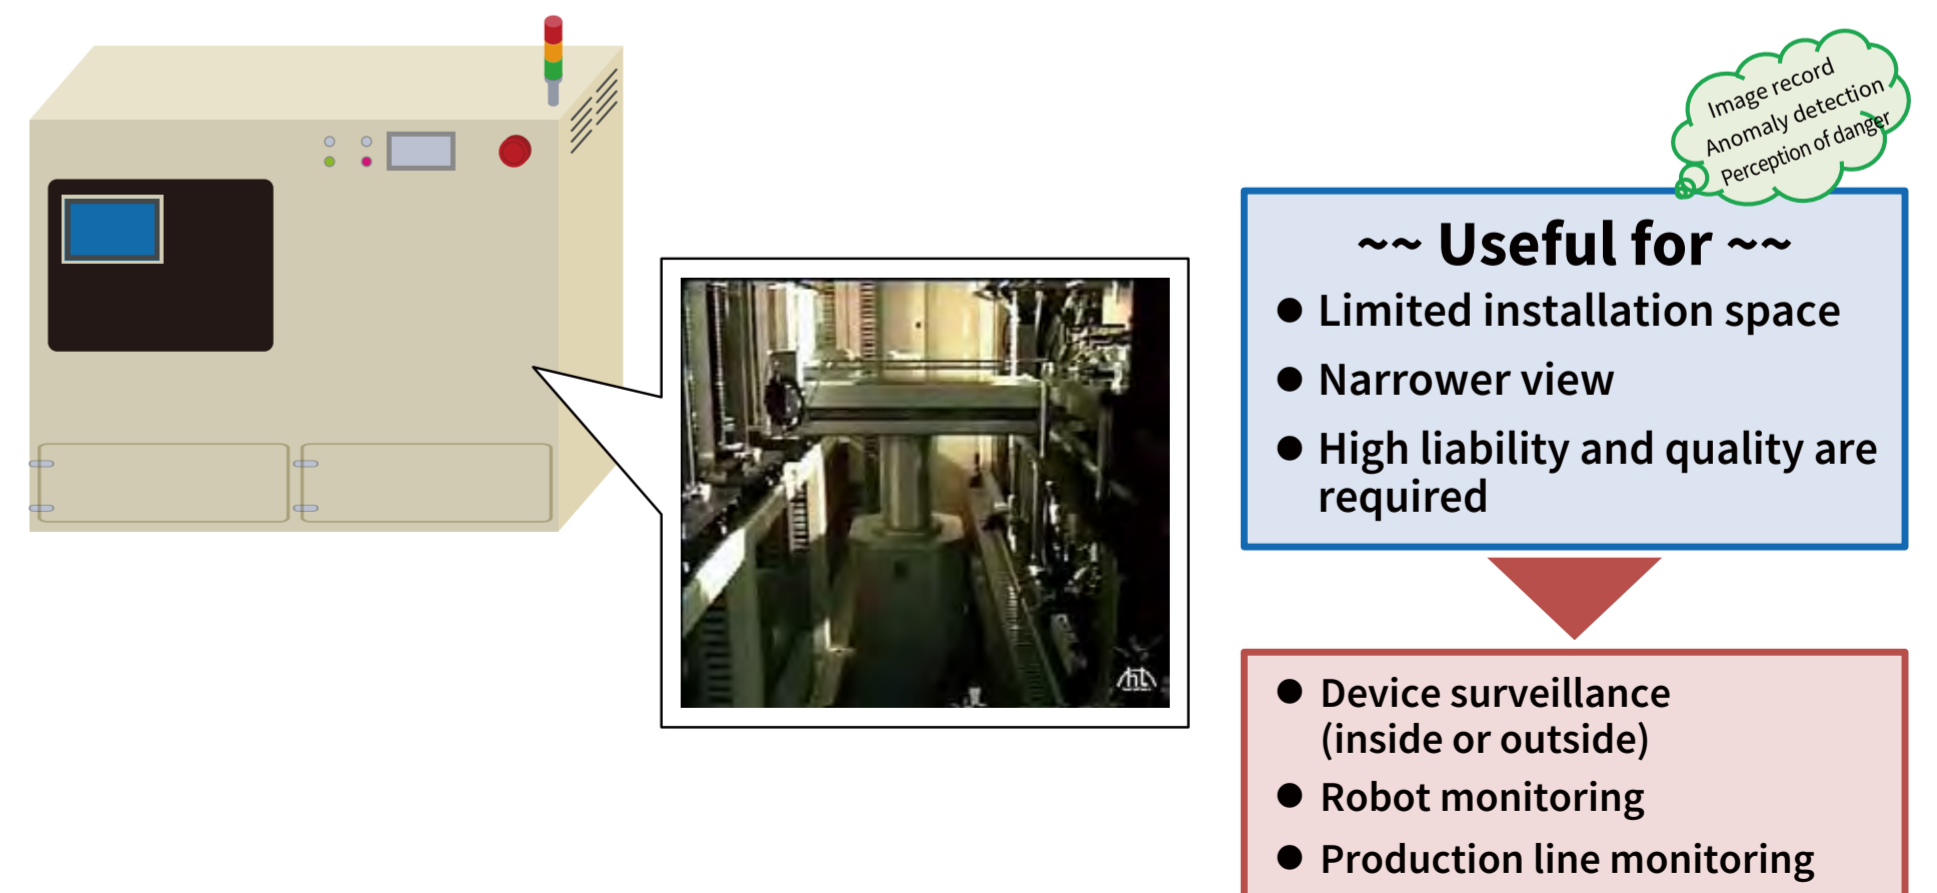 Image record
Anomaly detection
Perception of danger
~~ Useful for ~~
● Limited installation space
● Narrower view
● High liability and quality are
required
ht
● Device surveillance
(inside or outside)
● Robot monitoring
● Production line monitoring